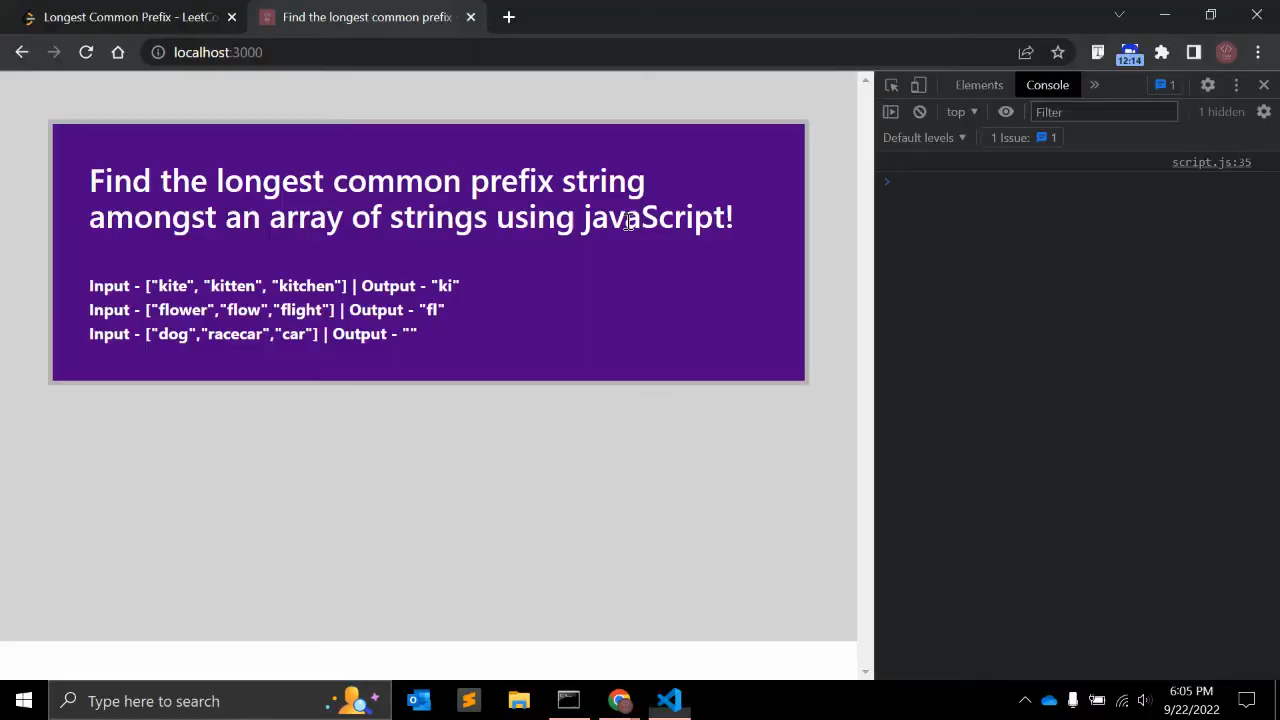 Longest Common Prefix - LeetCo
Find the longest common prefix
localhost:3000
12:14
Elements
Console
1
top
Filter
1 hidden
Default levels
1 Issue:
1
script.js:35
Find the longest common prefix string
amongst an array of strings using javaScript!
Input - ["kite", "kitten", "kitchen"] | Output - "ki"
Input - ["flower","flow","flight"] | Output - "fl"
Input - ["dog","racecar","car"] | Output - ""
Type here to search
6:05 PM
9/22/2022